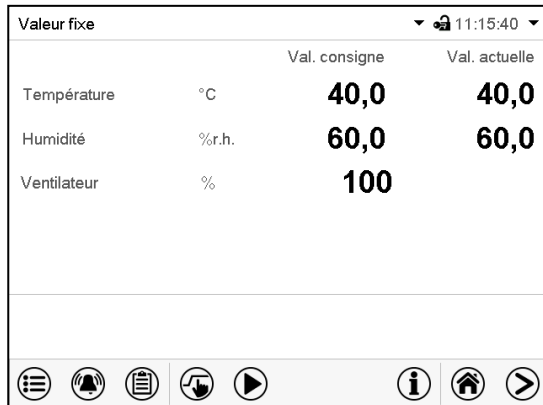 Valeur fixe 11:15:40
Val. consigne Val. actuelle
Température °C 40,0 40,0
Humidité %r.h. 60,0 60,0
Ventilateur % 100